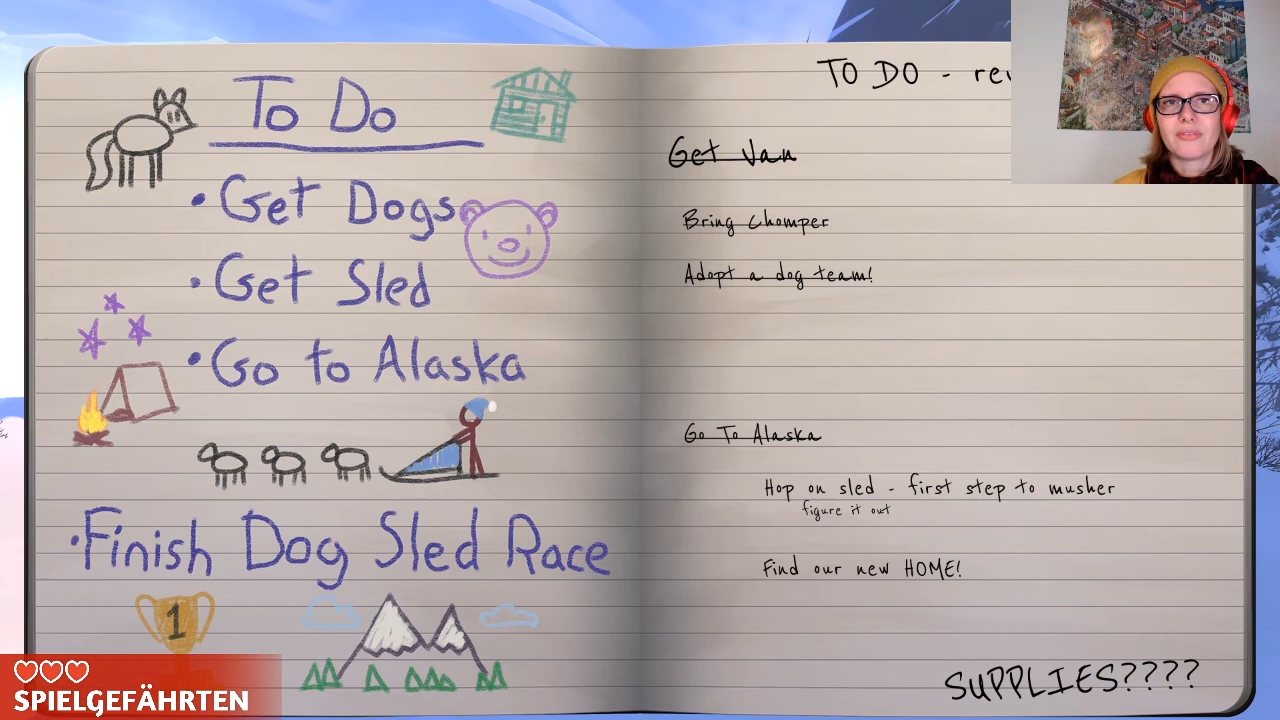 To Do
• Get Dogs
• Get Sled
• Go to Alaska
• Finish Dog Sled Race
1
TO DO - rev
Get Van
Bring Chomper
Adopt a dog team!
Go To Alaska
Hop on sled - first step to musher
figure it out
Find our new HOME!
SUPPLIES????
SPIELGEFÄHRTEN